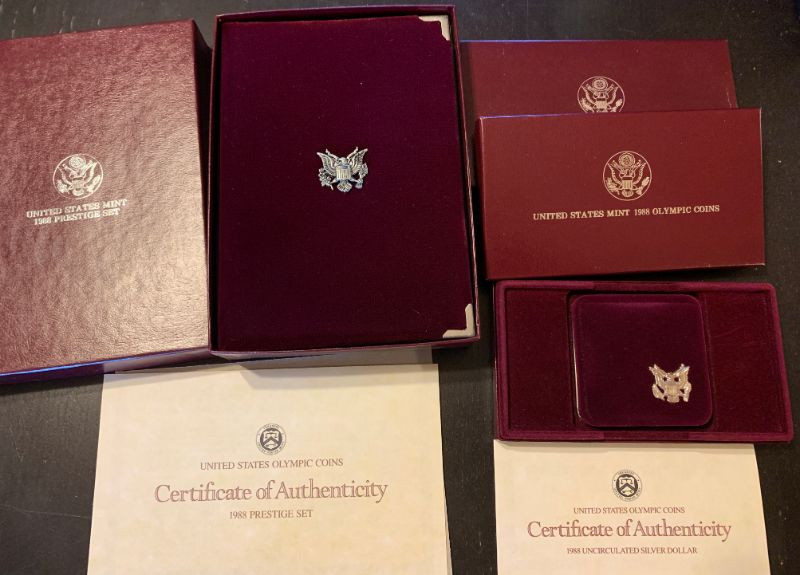 UNITED STATES MINT
1988 PRESTIGE SET
UNITED STATES MINT 1988 OLYMPIC COINS
UNITED STATES OLYMPIC COINS
Certificate of Authenticity
1988 PRESTIGE SET
UNITED STATES OLYMPIC COINS
Certificate of Authenticity
1988 UNCIRCULATED SILVER DOLLAR